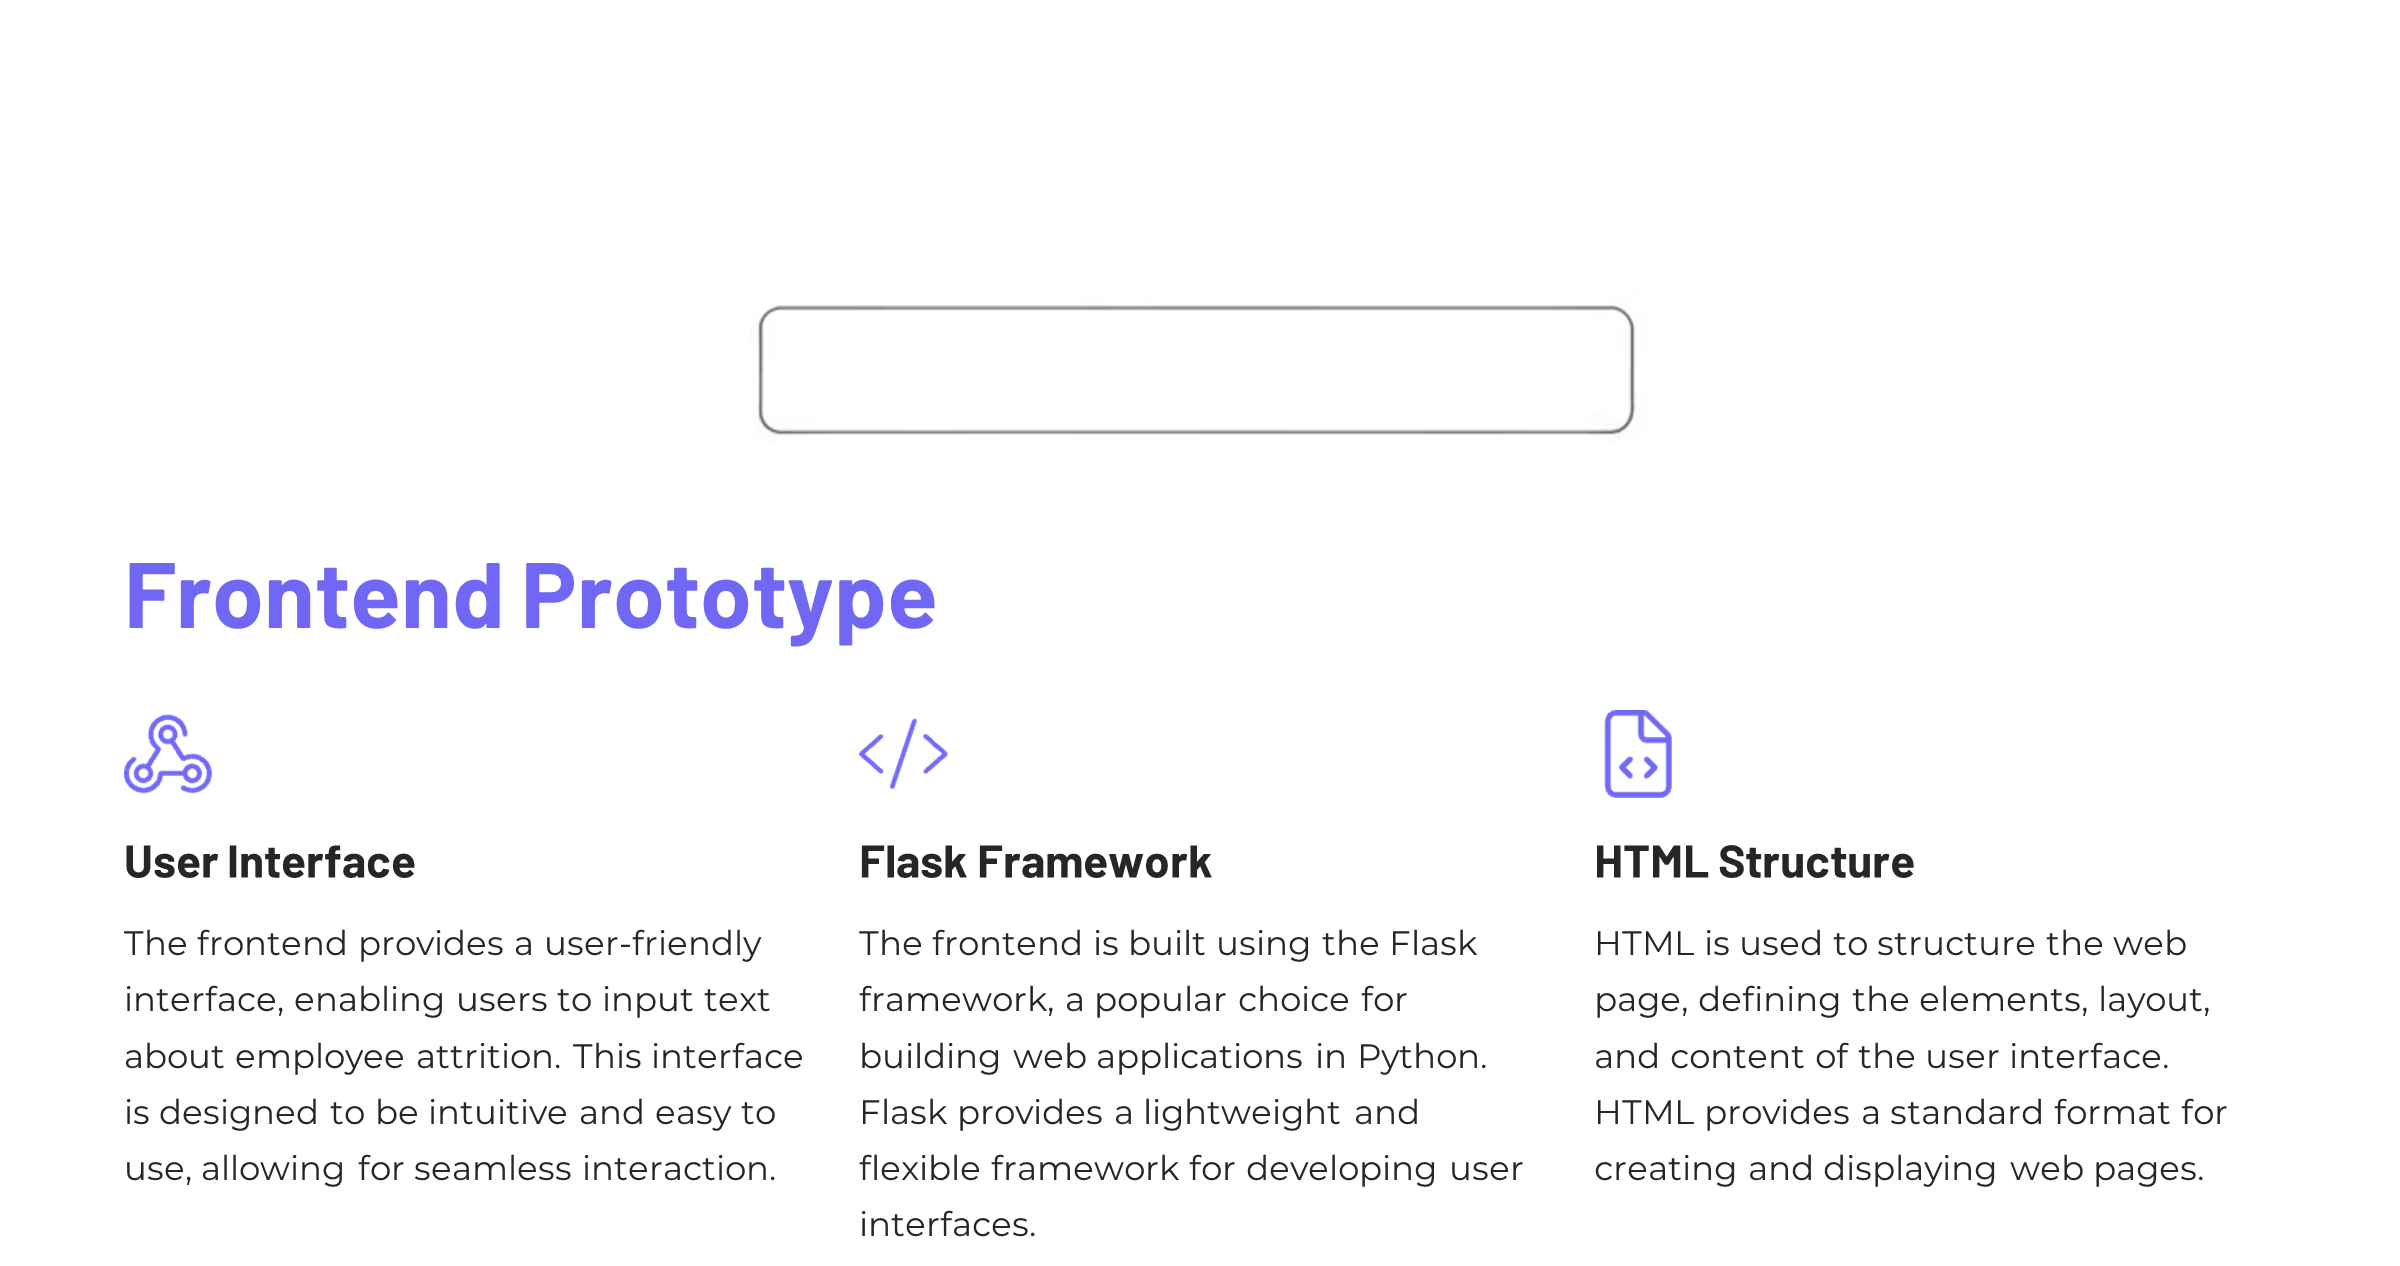 Frontend Prototype
User Interface
The frontend provides a user-friendly
interface, enabling users to input text
about employee attrition. This interface
is designed to be intuitive and easy to
use, allowing for seamless interaction.
Flask Framework
The frontend is built using the Flask
framework, a popular choice for
building web applications in Python.
Flask provides a lightweight and
flexible framework for developing user
interfaces.
HTML Structure
HTML is used to structure the web
page, defining the elements, layout,
and content of the user interface.
HTML provides a standard format for
creating and displaying web pages.